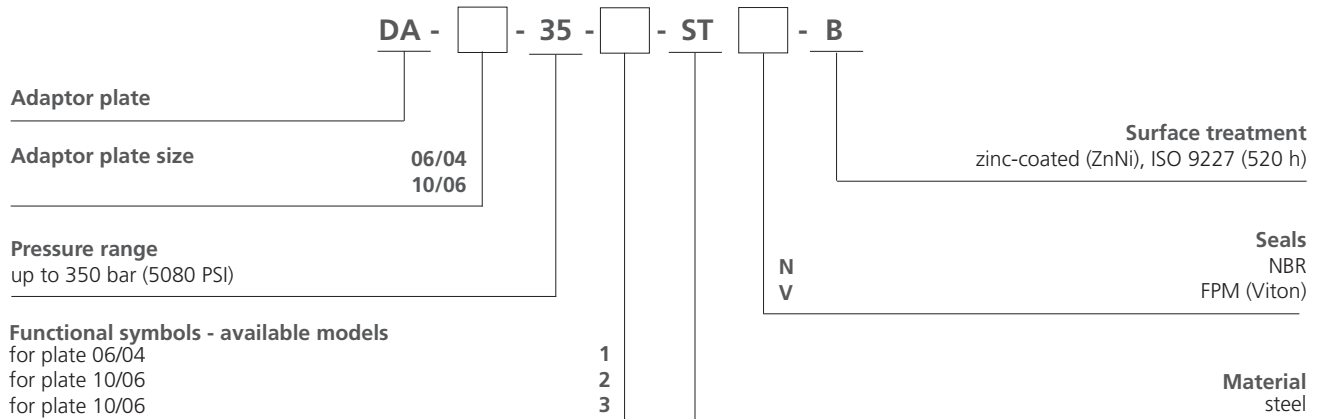 DA - - 35 - - ST - B
Adaptor plate
Adaptor plate size 06/04
10/06
Pressure range
up to 350 bar (5080 PSI)
Functional symbols - available models
for plate 06/04 1
for plate 10/06 2
for plate 10/06 3
Surface treatment
zinc-coated (ZnNi), ISO 9227 (520 h)
Seals
N NBR
V FPM (Viton)
Material
steel